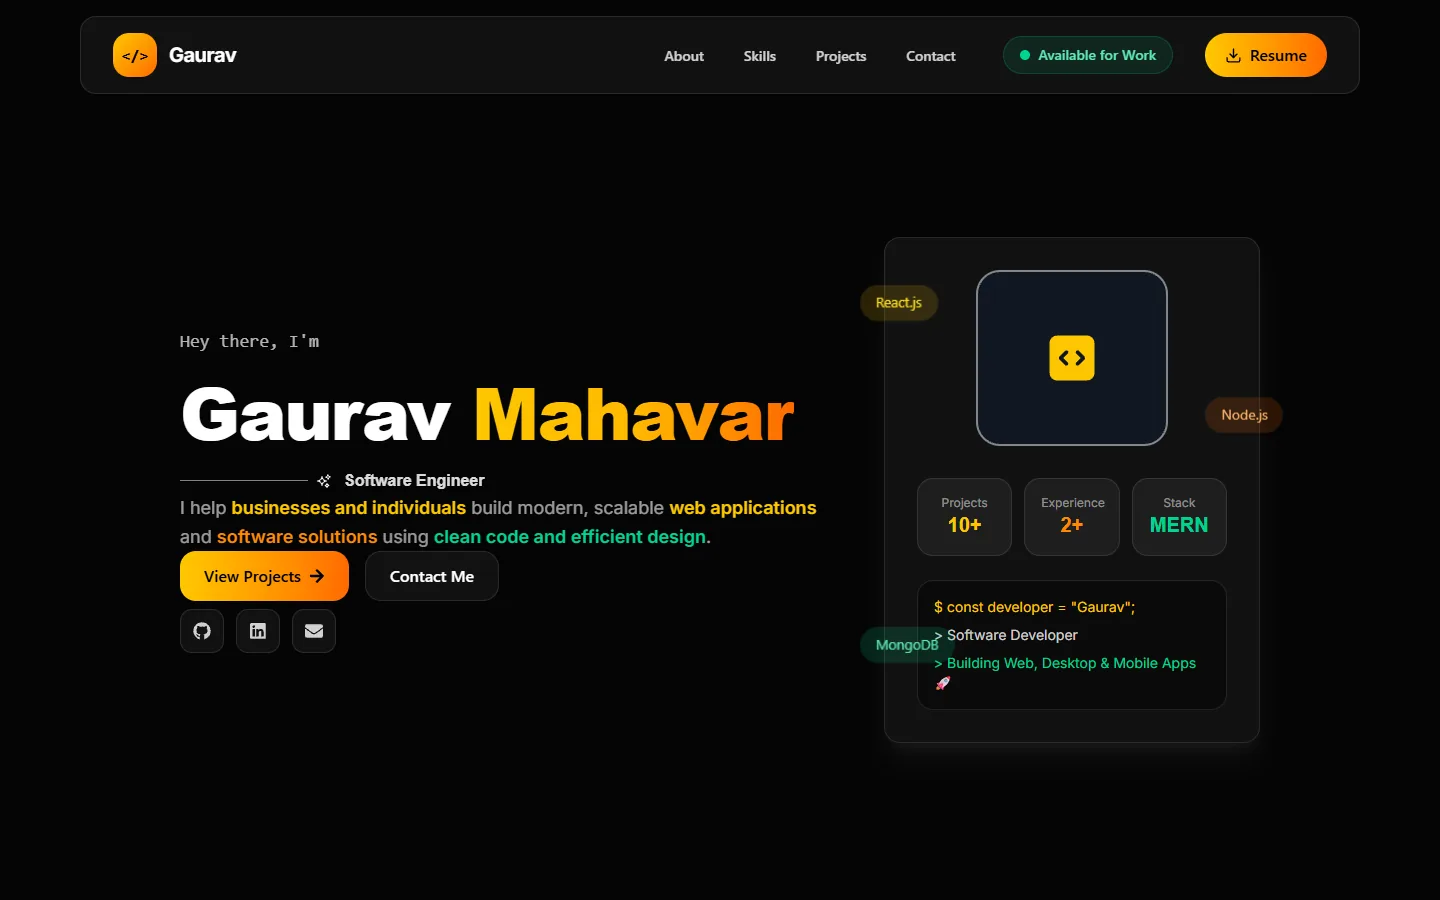 </> Gaurav
About Skills Projects Contact Available for Work Resume
Hey there, I'm
Gaurav Mahavar
Software Engineer
I help businesses and individuals build modern, scalable web applications
and software solutions using clean code and efficient design.
View Projects Contact Me
React.js
Node.js
Projects Experience Stack
10+ 2+ MERN
$ const developer = "Gaurav";
> Software Developer
MongoDB
> Building Web, Desktop & Mobile Apps
🚀